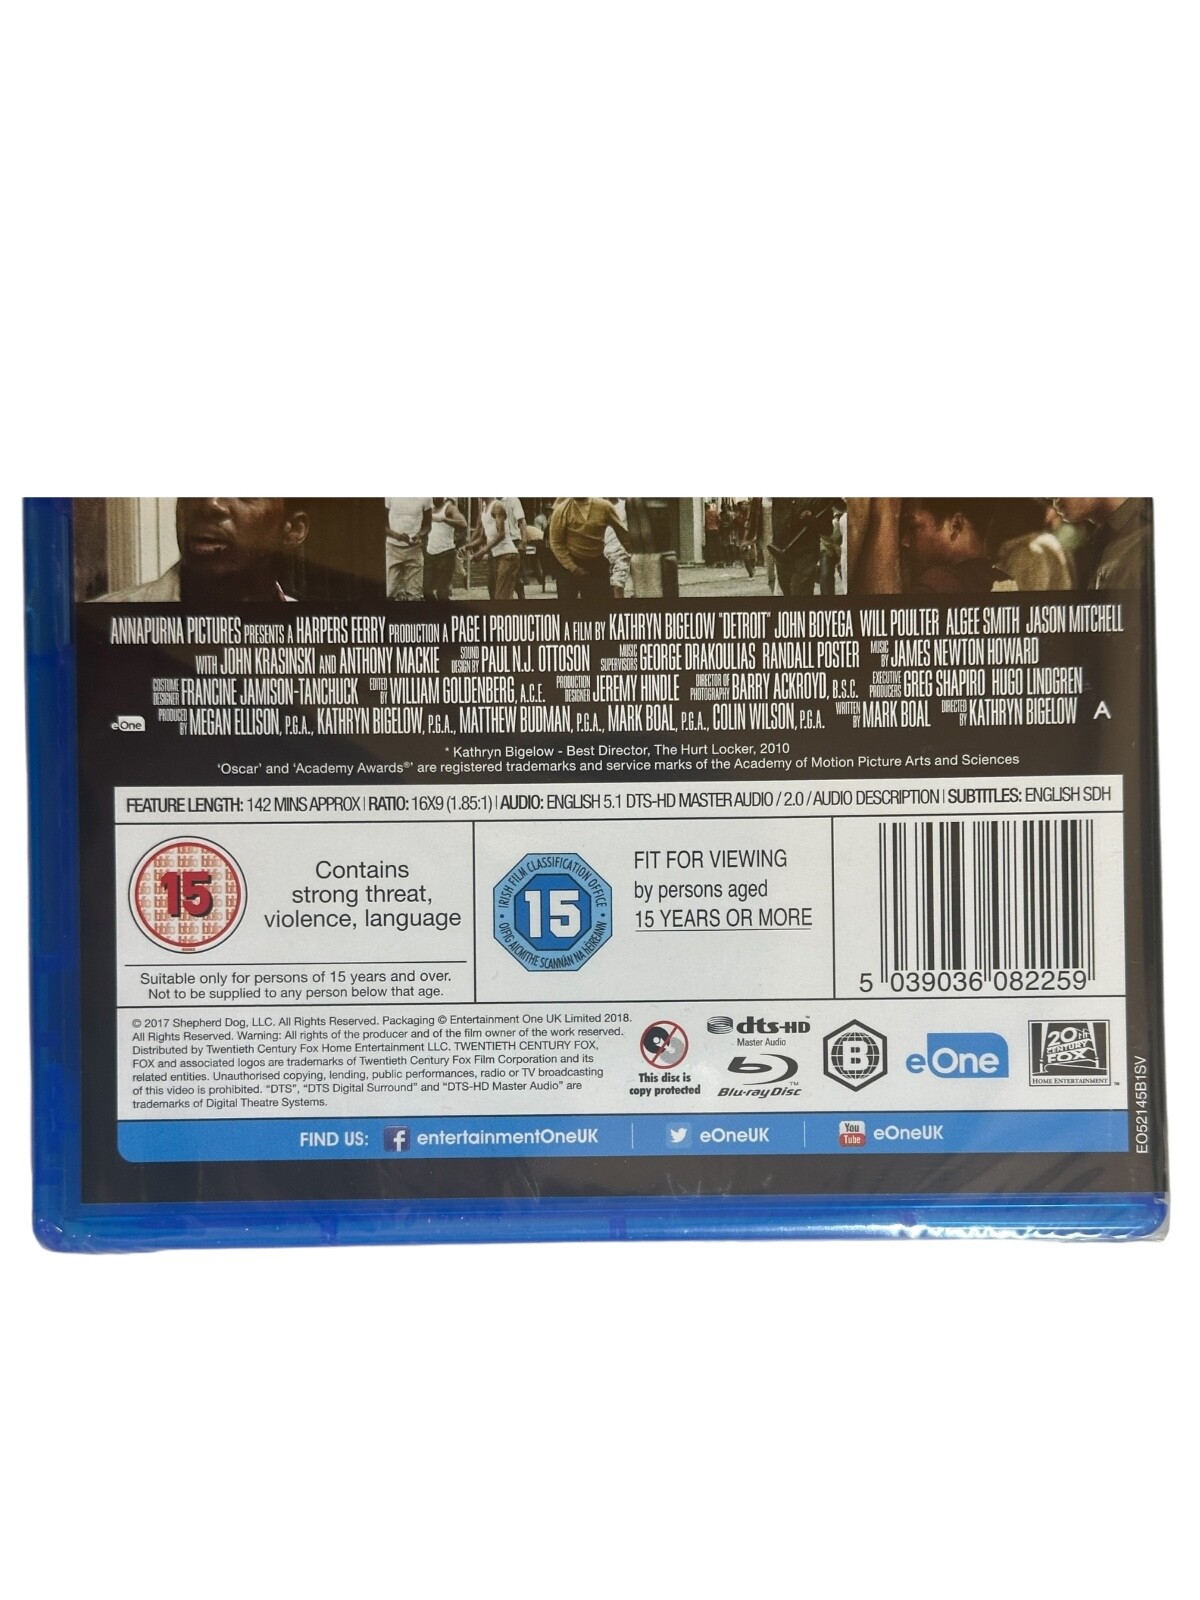 ANNAPURNA PICTURES PRESENTS A HARPERS FERRY PRODUCTION A PAGE 1 PRODUCTION A FILM BY KATHRYN BIGELOW "DETROIT" JOHN BOYEGA WILL POULTER ALGEE SMITH JASON MITCHELL
WITH JOHN KRASINSKI AND ANTHONY MACKIE SOUND DESIGN BY PAUL N.J. OTTOSON MUSIC SUPERVISORS GEORGE DRAKOULIAS RANDALL POSTER MUSIC BY JAMES NEWTON HOWARD
COSTUME DESIGNER FRANCINE JAMISON-TANCHUCK EDITED BY WILLIAM GOLDENBERG, A.C.E. PRODUCTION DESIGNER JEREMY HINDLE DIRECTOR OF PHOTOGRAPHY BARRY ACKROYD, B.S.C. EXECUTIVE PRODUCERS GREG SHAPIRO HUGO LINDGREN
eOne PRODUCED BY MEGAN ELLISON, P.G.A., KATHRYN BIGELOW, P.G.A., MATTHEW BUDMAN, P.G.A., MARK BOAL, P.G.A., COLIN WILSON, P.G.A. WRITTEN BY MARK BOAL DIRECTED BY KATHRYN BIGELOW A
* Kathryn Bigelow - Best Director, The Hurt Locker, 2010
'Oscar' and 'Academy Awards®' are registered trademarks and service marks of the Academy of Motion Picture Arts and Sciences
FEATURE LENGTH: 142 MINS APPROX | RATIO: 16X9 (1.85:1) | AUDIO: ENGLISH 5.1 DTS-HD MASTER AUDIO / 2.0 / AUDIO DESCRIPTION | SUBTITLES: ENGLISH SDH
15
Contains
strong threat,
violence, language
Suitable only for persons of 15 years and over.
Not to be supplied to any person below that age.
IRISH FILM CLASSIFICATION OFFICE
15
OIFIG AICMITHE SCANNÁN NA hÉIREANN
FIT FOR VIEWING
by persons aged
15 YEARS OR MORE
5 039036 082259
© 2017 Shepherd Dog, LLC. All Rights Reserved. Packaging © Entertainment One UK Limited 2018.
All Rights Reserved. Warning: All rights of the producer and of the film owner of the work reserved.
Distributed by Twentieth Century Fox Home Entertainment LLC. TWENTIETH CENTURY FOX,
FOX and associated logos are trademarks of Twentieth Century Fox Film Corporation and its
related entities. Unauthorised copying, lending, public performances, radio or TV broadcasting
of this video is prohibited. "DTS", "DTS Digital Surround" and "DTS-HD Master Audio" are
trademarks of Digital Theatre Systems.
This disc is
copy protected
dts-HD
Master Audio
Blu-ray Disc™
B
eOne
20th
CENTURY
FOX
HOME ENTERTAINMENT ™
EO52145B1SV
FIND US: f entertainmentOneUK eOneUK You Tube eOneUK